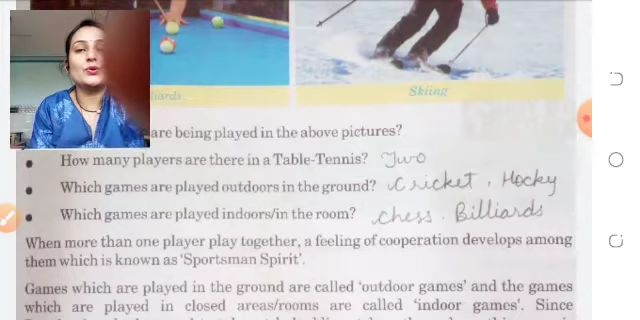 iards
Skiing
are being played in the above pictures?
• How many players are there in a Table-Tennis? Two
• Which games are played outdoors in the ground? Cricket, Hockey
• Which games are played indoors/in the room? Chess, Billiards
When more than one player play together, a feeling of cooperation develops among
them which is known as 'Sportsman Spirit'.
Games which are played in the ground are called 'outdoor games' and the games
which are played in closed areas/rooms are called 'indoor games'. Since